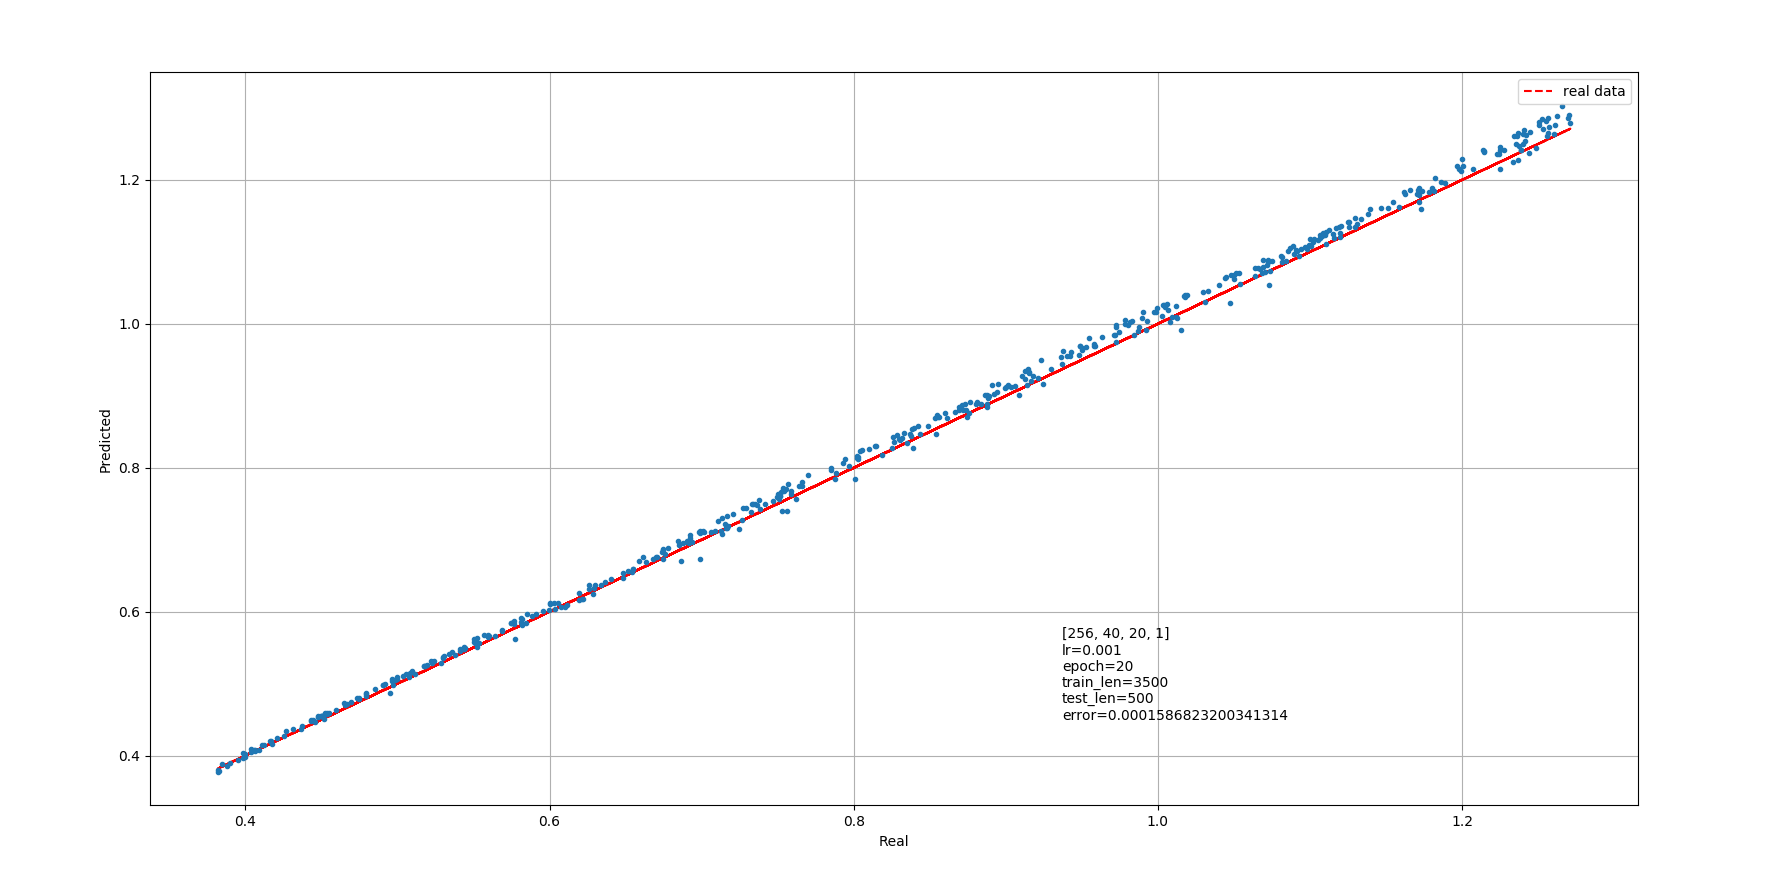 real data
1.2
1.0
0.8
0.6
0.4
Predicted
[256, 40, 20, 1]
lr=0.001
epoch=20
train_len=3500
test_len=500
error=0.0001586823200341314
0.4 0.6 0.8 1.0 1.2
Real